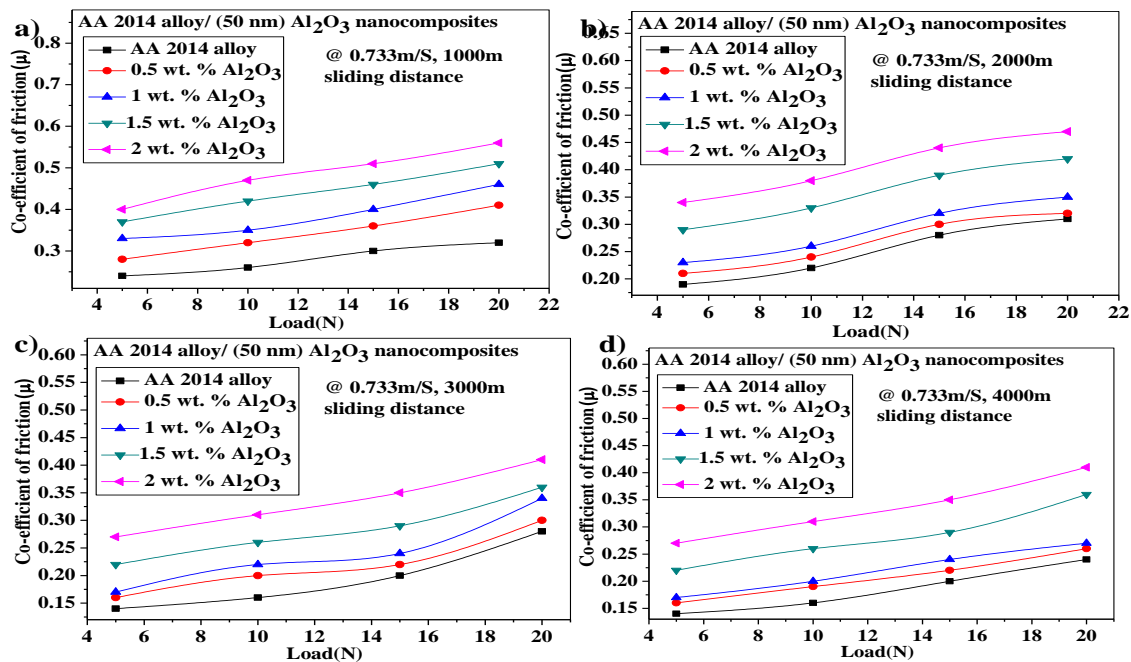 a)
AA 2014 alloy/ (50 nm) Al₂O₃ nanocomposites
AA 2014 alloy
0.5 wt. % Al₂O₃
1 wt. % Al₂O₃
1.5 wt. % Al₂O₃
2 wt. % Al₂O₃
@ 0.733m/S, 1000m
sliding distance
Co-efficient of friction(μ)
0.8
0.7
0.6
0.5
0.4
0.3
4 6 8 10 12 14 16 18 20 22
Load(N)
b)
AA 2014 alloy/ (50 nm) Al₂O₃ nanocomposites
AA 2014 alloy
0.5 wt. % Al₂O₃
1 wt. % Al₂O₃
1.5 wt. % Al₂O₃
2 wt. % Al₂O₃
@ 0.733m/S, 2000m
sliding distance
Co-efficient of friction(μ)
0.65
0.60
0.55
0.50
0.45
0.40
0.35
0.30
0.25
0.20
4 6 8 10 12 14 16 18 20 22
Load(N)
c)
AA 2014 alloy/ (50 nm) Al₂O₃ nanocomposites
AA 2014 alloy
0.5 wt. % Al₂O₃
1 wt. % Al₂O₃
1.5 wt. % Al₂O₃
2 wt. % Al₂O₃
@ 0.733m/S, 3000m
sliding distance
Co-efficient of friction(μ)
0.60
0.55
0.50
0.45
0.40
0.35
0.30
0.25
0.20
0.15
4 6 8 10 12 14 16 18 20
Load(N)
d)
AA 2014 alloy/ (50 nm) Al₂O₃ nanocomposites
AA 2014 alloy
0.5 wt. % Al₂O₃
1 wt. % Al₂O₃
1.5 wt. % Al₂O₃
2 wt. % Al₂O₃
@ 0.733m/S, 4000m
sliding distance
Co-efficient of friction(μ)
0.60
0.55
0.50
0.45
0.40
0.35
0.30
0.25
0.20
0.15
4 6 8 10 12 14 16 18 20
Load(N)